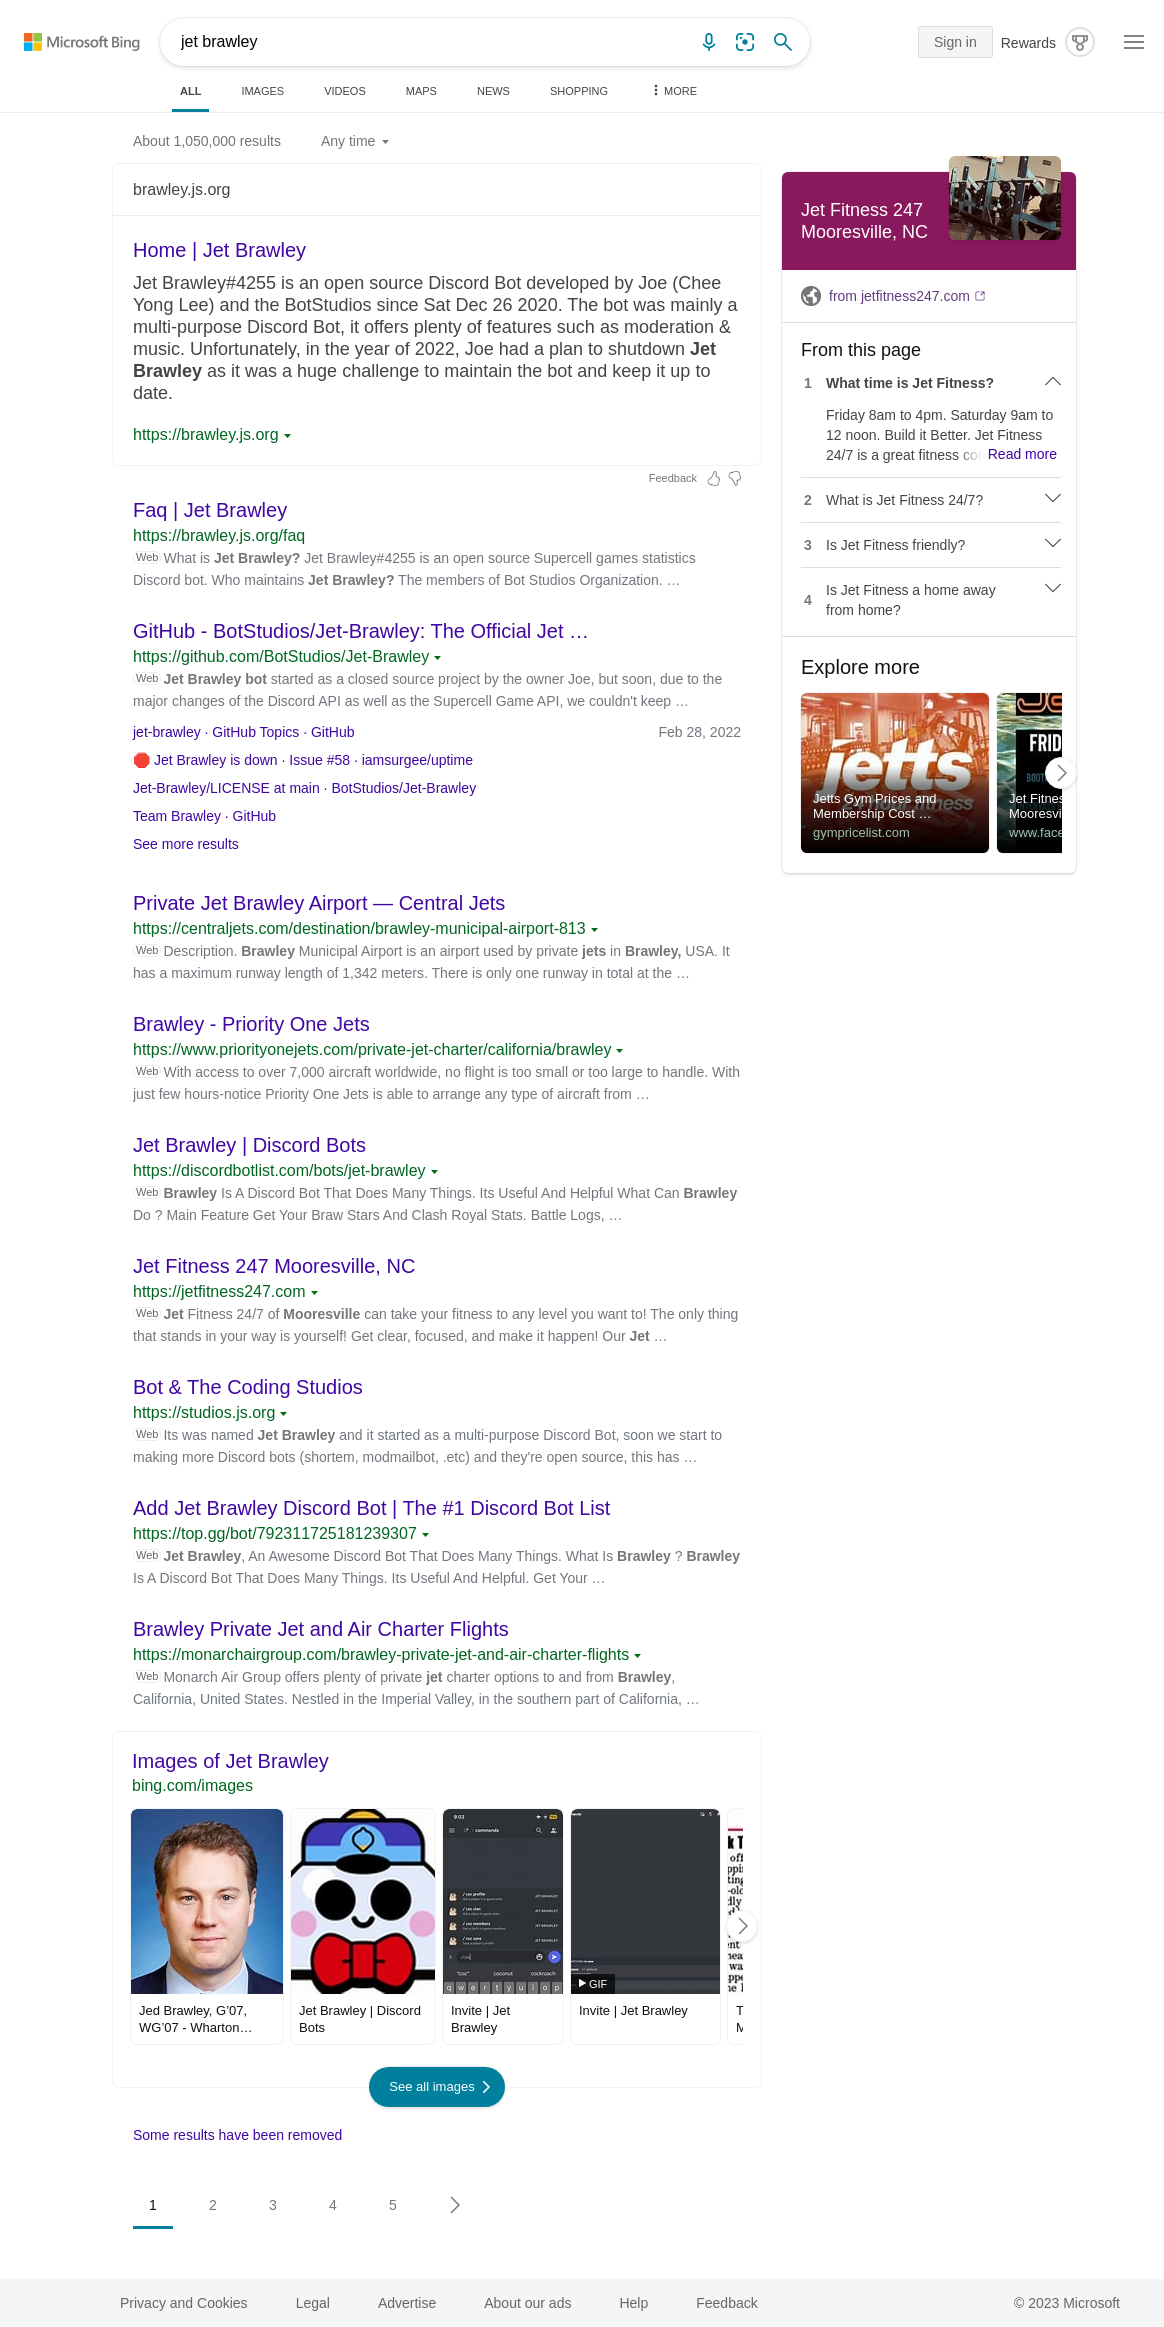 Microsoft Bing
jet brawley
Sign in
Rewards
ALL
IMAGES
VIDEOS
MAPS
NEWS
SHOPPING
MORE
About 1,050,000 results
Any time
brawley.js.org
Home | Jet Brawley
Jet Brawley#4255 is an open source Discord Bot developed by Joe (Chee
Yong Lee) and the BotStudios since Sat Dec 26 2020. The bot was mainly a
multi-purpose Discord Bot, it offers plenty of features such as moderation &
music. Unfortunately, in the year of 2022, Joe had a plan to shutdown Jet
Brawley as it was a huge challenge to maintain the bot and keep it up to
date.
https://brawley.js.org
Feedback
Faq | Jet Brawley
https://brawley.js.org/faq
Web What is Jet Brawley? Jet Brawley#4255 is an open source Supercell games statistics
Discord bot. Who maintains Jet Brawley? The members of Bot Studios Organization. …
GitHub - BotStudios/Jet-Brawley: The Official Jet …
https://github.com/BotStudios/Jet-Brawley
Web Jet Brawley bot started as a closed source project by the owner Joe, but soon, due to the
major changes of the Discord API as well as the Supercell Game API, we couldn't keep …
jet-brawley · GitHub Topics · GitHub
Feb 28, 2022
Jet Brawley is down · Issue #58 · iamsurgee/uptime
Jet-Brawley/LICENSE at main · BotStudios/Jet-Brawley
Team Brawley · GitHub
See more results
Private Jet Brawley Airport — Central Jets
https://centraljets.com/destination/brawley-municipal-airport-813
Web Description. Brawley Municipal Airport is an airport used by private jets in Brawley, USA. It
has a maximum runway length of 1,342 meters. There is only one runway in total at the …
Brawley - Priority One Jets
https://www.priorityonejets.com/private-jet-charter/california/brawley
Web With access to over 7,000 aircraft worldwide, no flight is too small or too large to handle. With
just few hours-notice Priority One Jets is able to arrange any type of aircraft from …
Jet Brawley | Discord Bots
https://discordbotlist.com/bots/jet-brawley
Web Brawley Is A Discord Bot That Does Many Things. Its Useful And Helpful What Can Brawley
Do ? Main Feature Get Your Braw Stars And Clash Royal Stats. Battle Logs, …
Jet Fitness 247 Mooresville, NC
https://jetfitness247.com
Web Jet Fitness 24/7 of Mooresville can take your fitness to any level you want to! The only thing
that stands in your way is yourself! Get clear, focused, and make it happen! Our Jet …
Bot & The Coding Studios
https://studios.js.org
Web Its was named Jet Brawley and it started as a multi-purpose Discord Bot, soon we start to
making more Discord bots (shortem, modmailbot, .etc) and they're open source, this has …
Add Jet Brawley Discord Bot | The #1 Discord Bot List
https://top.gg/bot/792311725181239307
Web Jet Brawley, An Awesome Discord Bot That Does Many Things. What Is Brawley ? Brawley
Is A Discord Bot That Does Many Things. Its Useful And Helpful. Get Your …
Brawley Private Jet and Air Charter Flights
https://monarchairgroup.com/brawley-private-jet-and-air-charter-flights
Web Monarch Air Group offers plenty of private jet charter options to and from Brawley,
California, United States. Nestled in the Imperial Valley, in the southern part of California, …
Images of Jet Brawley
bing.com/images
9:03
commands
/ coc profile
/ coc clan
/ coc members
/ coc save
JET BRAWLEY
JET BRAWLEY
JET BRAWLEY
JET BRAWLEY
"coc" coconut cockroach
q w e r t y u i o p
GIF
Jed Brawley, G'07,
WG'07 - Wharton…
Jet Brawley | Discord
Bots
Invite | Jet
Brawley
Invite | Jet Brawley
See all images
Some results have been removed
1 2 3 4 5
Jet Fitness 247
Mooresville, NC
from jetfitness247.com
From this page
1 What time is Jet Fitness?
Friday 8am to 4pm. Saturday 9am to
12 noon. Build it Better. Jet Fitness
24/7 is a great fitness co Read more
2 What is Jet Fitness 24/7?
3 Is Jet Fitness friendly?
4 Is Jet Fitness a home away
from home?
Explore more
jetts
24 hour fitness
Jetts Gym Prices and
Membership Cost …
gympricelist.com
FRID
BOOT
Jet Fitnes
Mooresvi
www.face
Privacy and Cookies
Legal
Advertise
About our ads
Help
Feedback
© 2023 Microsoft